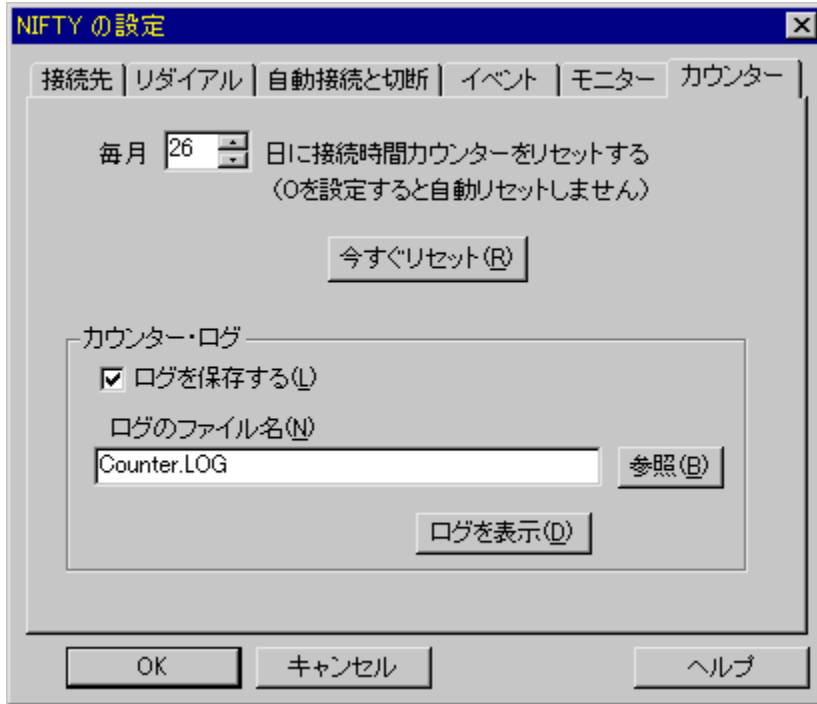 NIFTY の設定
接続先 リダイアル 自動接続と切断 イベント モニター カウンター
毎月 26 日に接続時間カウンターをリセットする
(0を設定すると自動リセットしません)
今すぐリセット(R)
カウンター・ログ
ログを保存する(L)
ログのファイル名(N)
Counter.LOG 参照(B)
ログを表示(D)
OK キャンセル ヘルプ